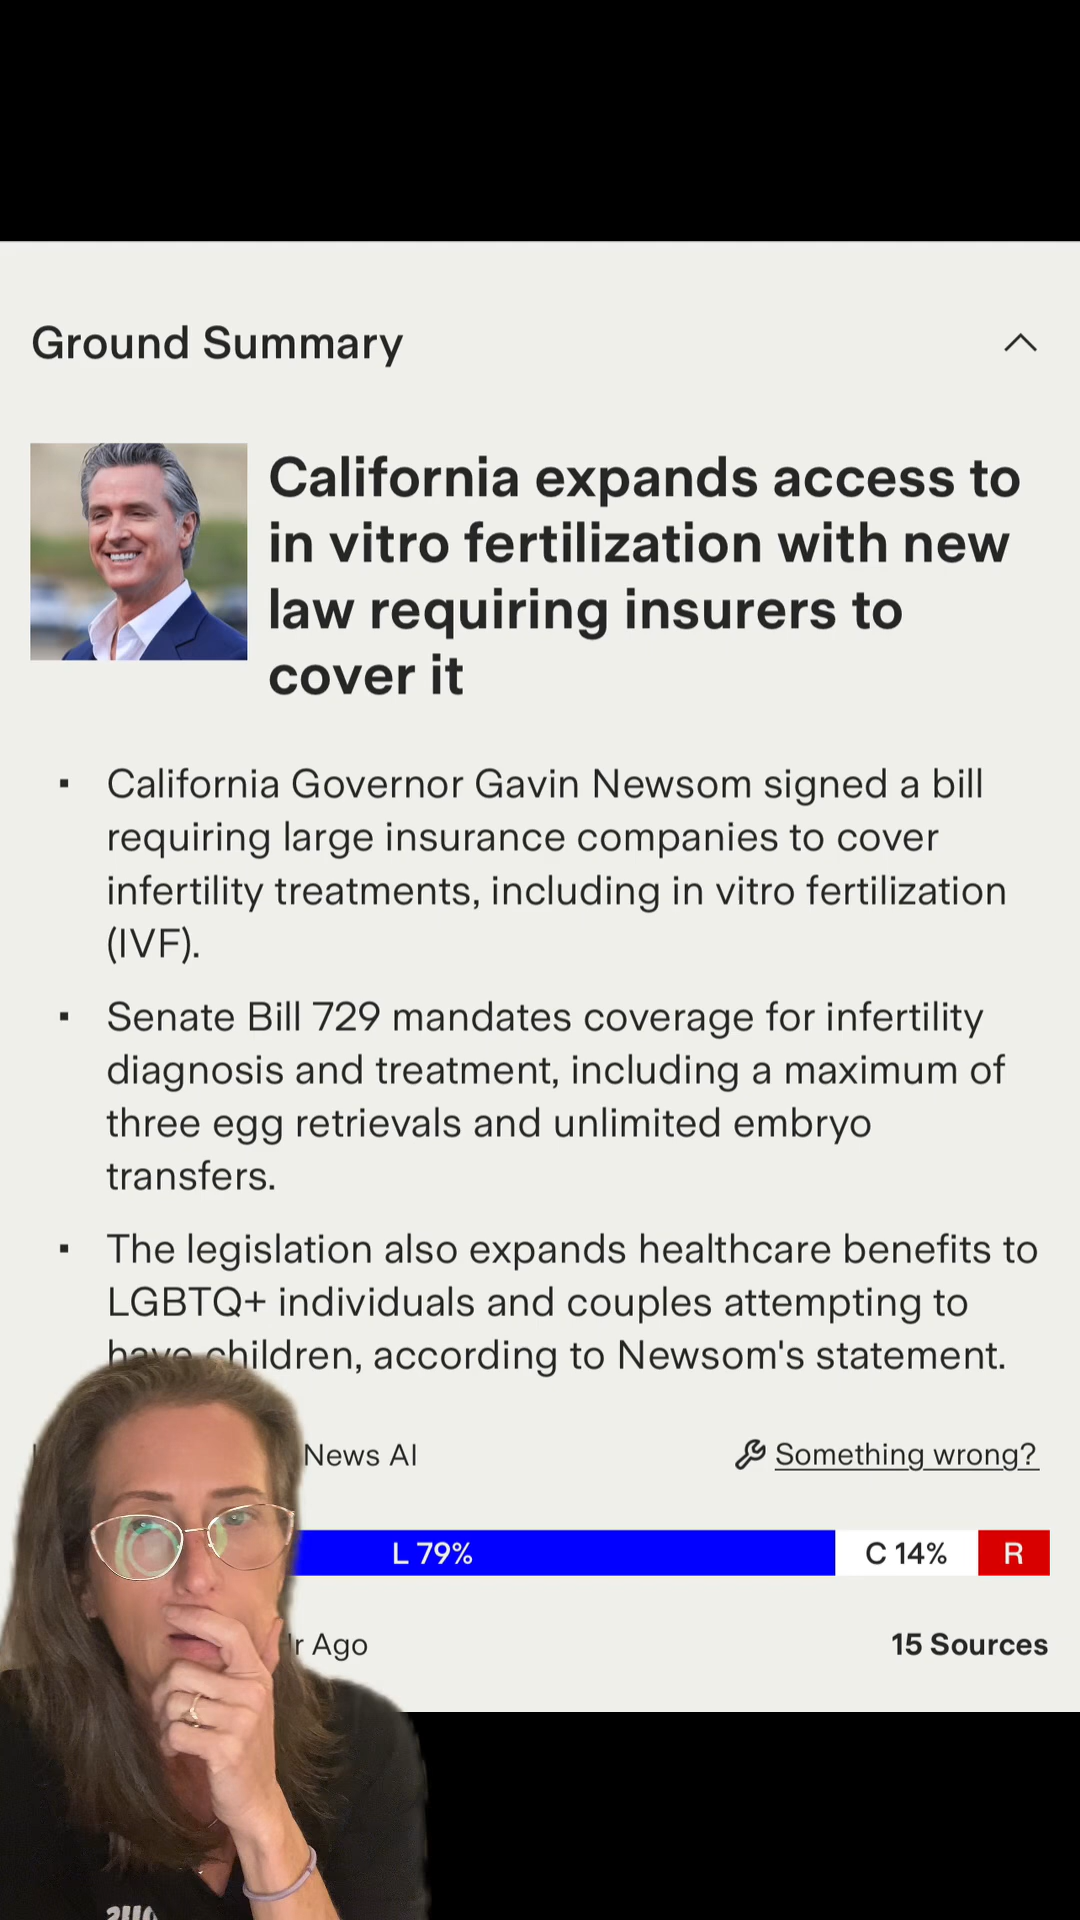 Ground Summary
California expands access to
in vitro fertilization with new
law requiring insurers to
cover it
▪ California Governor Gavin Newsom signed a bill
requiring large insurance companies to cover
infertility treatments, including in vitro fertilization
(IVF).
▪ Senate Bill 729 mandates coverage for infertility
diagnosis and treatment, including a maximum of
three egg retrievals and unlimited embryo
transfers.
▪ The legislation also expands healthcare benefits to
LGBTQ+ individuals and couples attempting to
have children, according to Newsom's statement.
News AI
Something wrong?
L 79%
C 14%
R
Ago
15 Sources